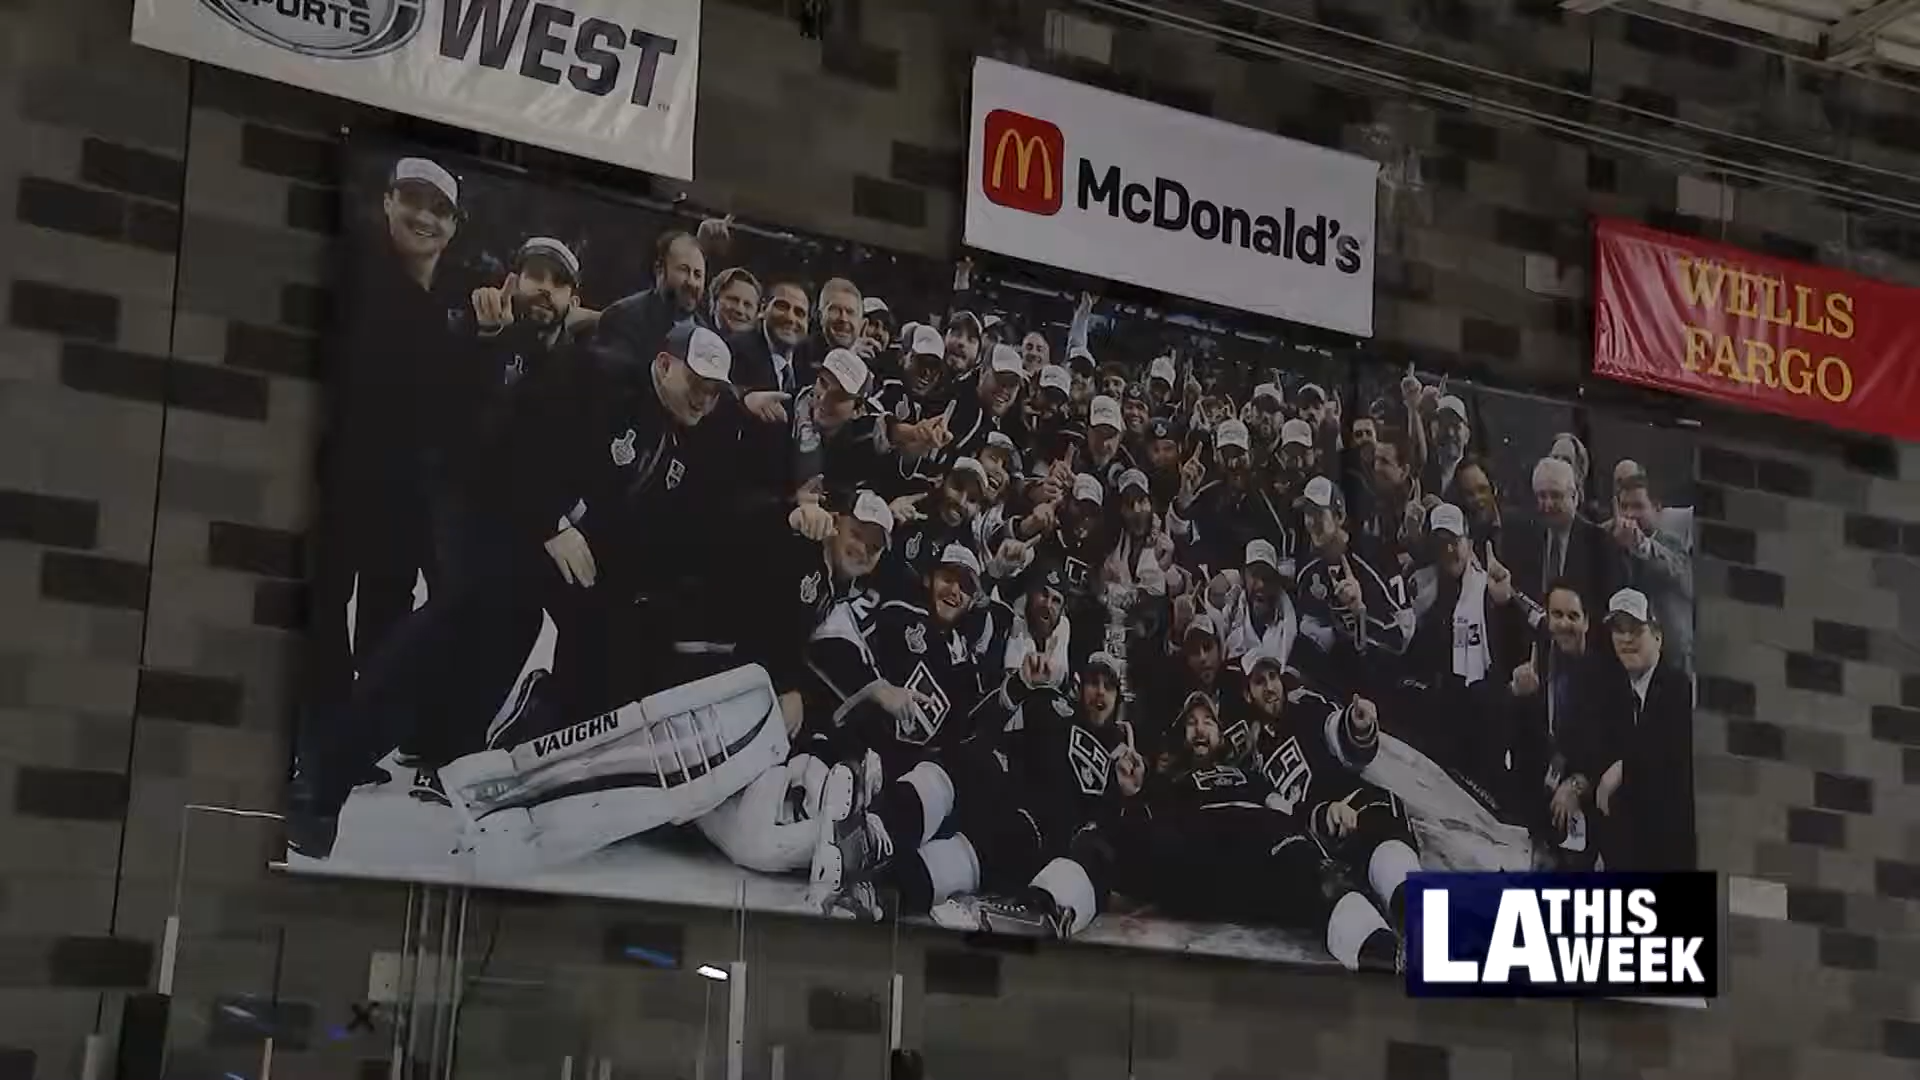 SPORTS
WEST
McDonald's
WELLS
FARGO
VAUGHN
LA THIS
WEEK